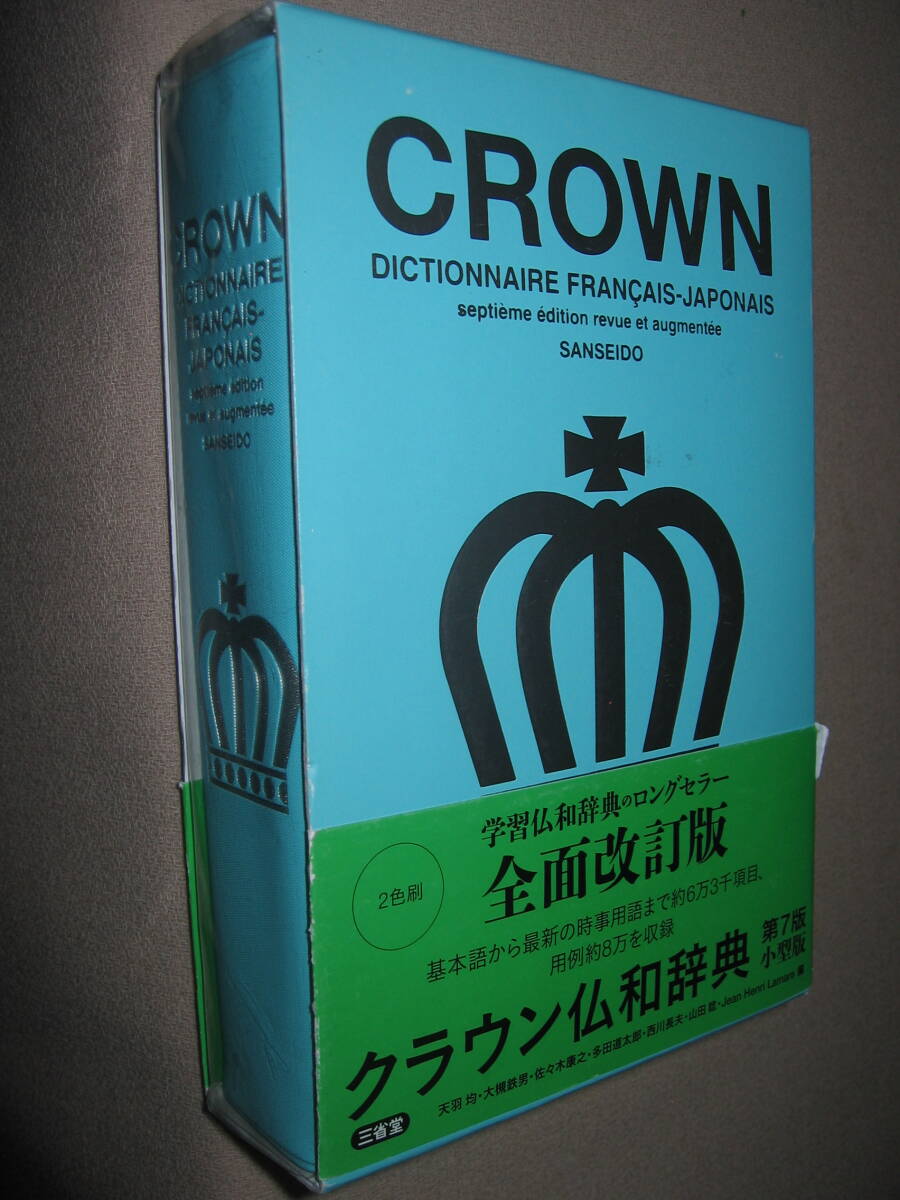 CROWN
DICTIONNAIRE FRANÇAIS-JAPONAIS
septième édition revue et augmentée
SANSEIDO
CROWN
DICTIONNAIRE
FRANÇAIS-
JAPONAIS
septième édition
revue et augmentée
SANSEIDO
学習仏和辞典のロングセラー
全面改訂版
2色刷
基本語から最新の時事用語まで約6万3千項目、
用例約8万を収録
クラウン仏和辞典
第7版
小型版
天羽 均・大槻鉄男・佐々木康之・多田道太郎・西川長夫・山田 稔・Jean Henri Lamare 編
三省堂